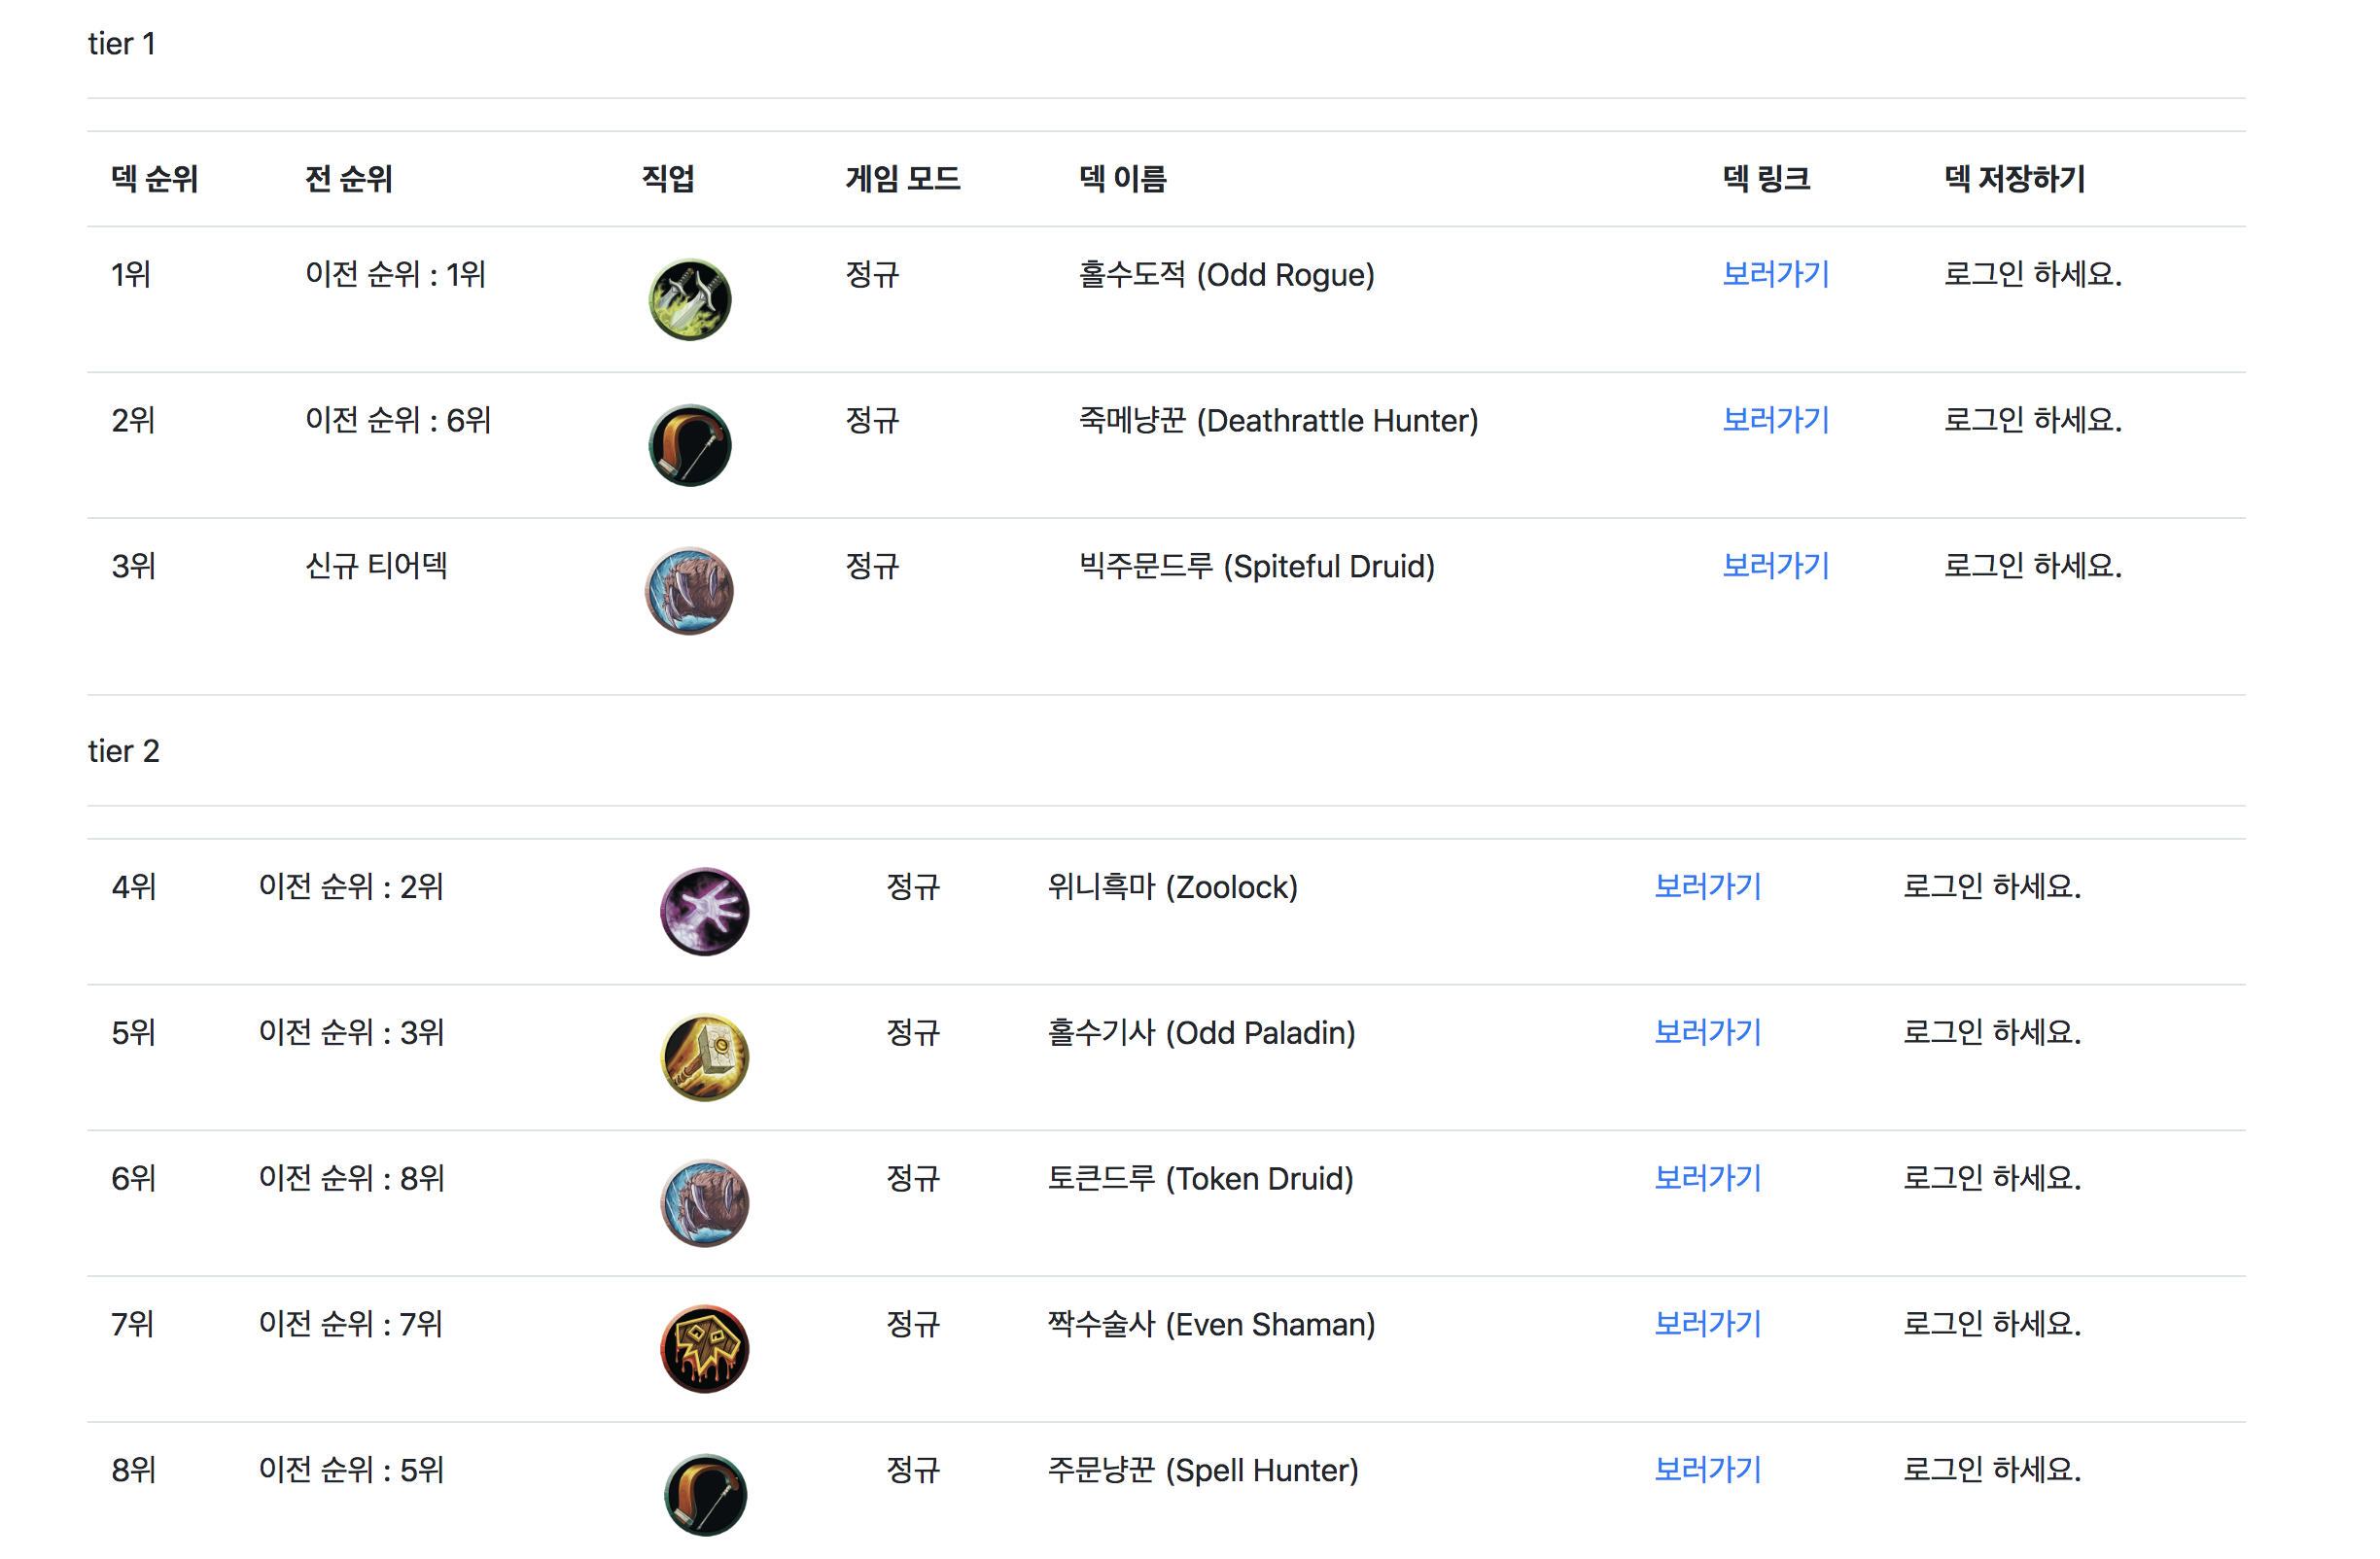 tier 1
덱 순위 전 순위 직업 게임 모드 덱 이름 덱 링크 덱 저장하기
1위 이전 순위 : 1위 정규 홀수도적 (Odd Rogue) 보러가기 로그인 하세요.
2위 이전 순위 : 6위 정규 죽메냥꾼 (Deathrattle Hunter) 보러가기 로그인 하세요.
3위 신규 티어덱 정규 빅주문드루 (Spiteful Druid) 보러가기 로그인 하세요.
tier 2
4위 이전 순위 : 2위 정규 위니흑마 (Zoolock) 보러가기 로그인 하세요.
5위 이전 순위 : 3위 정규 홀수기사 (Odd Paladin) 보러가기 로그인 하세요.
6위 이전 순위 : 8위 정규 토큰드루 (Token Druid) 보러가기 로그인 하세요.
7위 이전 순위 : 7위 정규 짝수술사 (Even Shaman) 보러가기 로그인 하세요.
8위 이전 순위 : 5위 정규 주문냥꾼 (Spell Hunter) 보러가기 로그인 하세요.